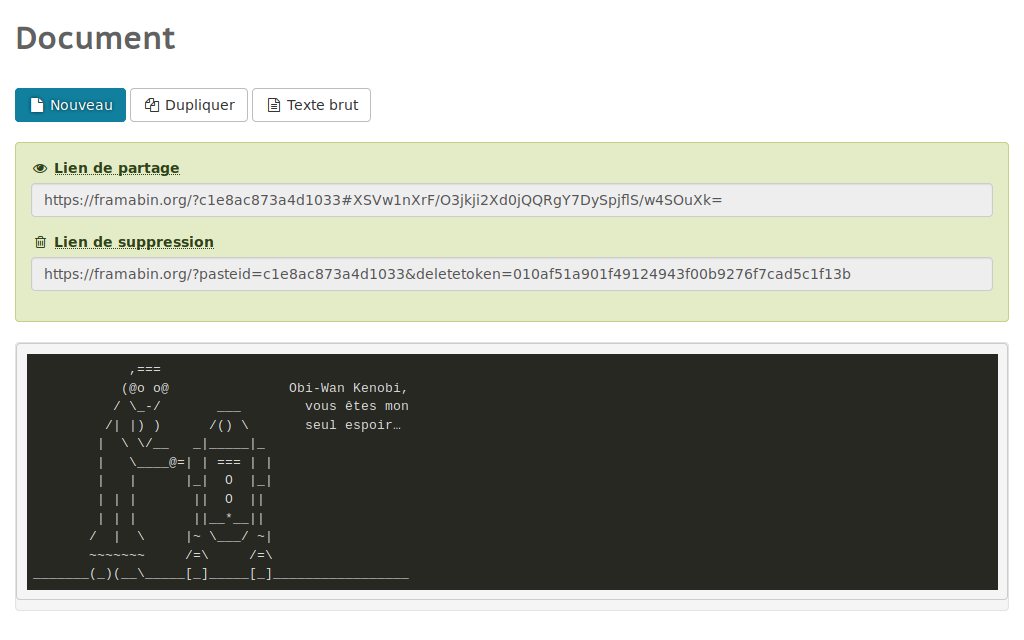 Document
Nouveau Dupliquer Texte brut
Lien de partage
https://framabin.org/?c1e8ac873a4d1033#XSVw1nXrF/O3jkji2Xd0jQQRgY7DySpjflS/w4SOuXk=
Lien de suppression
https://framabin.org/?pasteid=c1e8ac873a4d1033&deletetoken=010af51a901f49124943f00b9276f7cad5c1f13b
            ,===
           (@o o@               Obi-Wan Kenobi,
          / \_-/       ___        vous êtes mon
         /| |) )      /() \       seul espoir…
        |  \ \/__   _|_____|_
        |   \____@=| | === | |
        |   |      |_|  O  |_|
        | | |       ||  O  ||
        | | |       ||__*__||
       /  |  \     |~ \___/ ~|
       ~~~~~~~     /=\     /=\
_______(_)(__\_____[_]_____[_]_________________